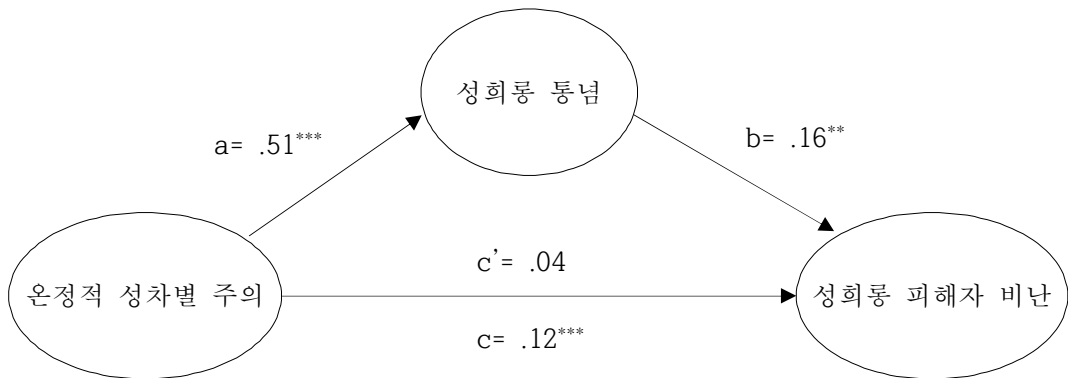 성희롱 통념
a= .51***
b= .16**
온정적 성차별 주의
c'= .04
성희롱 피해자 비난
c= .12***